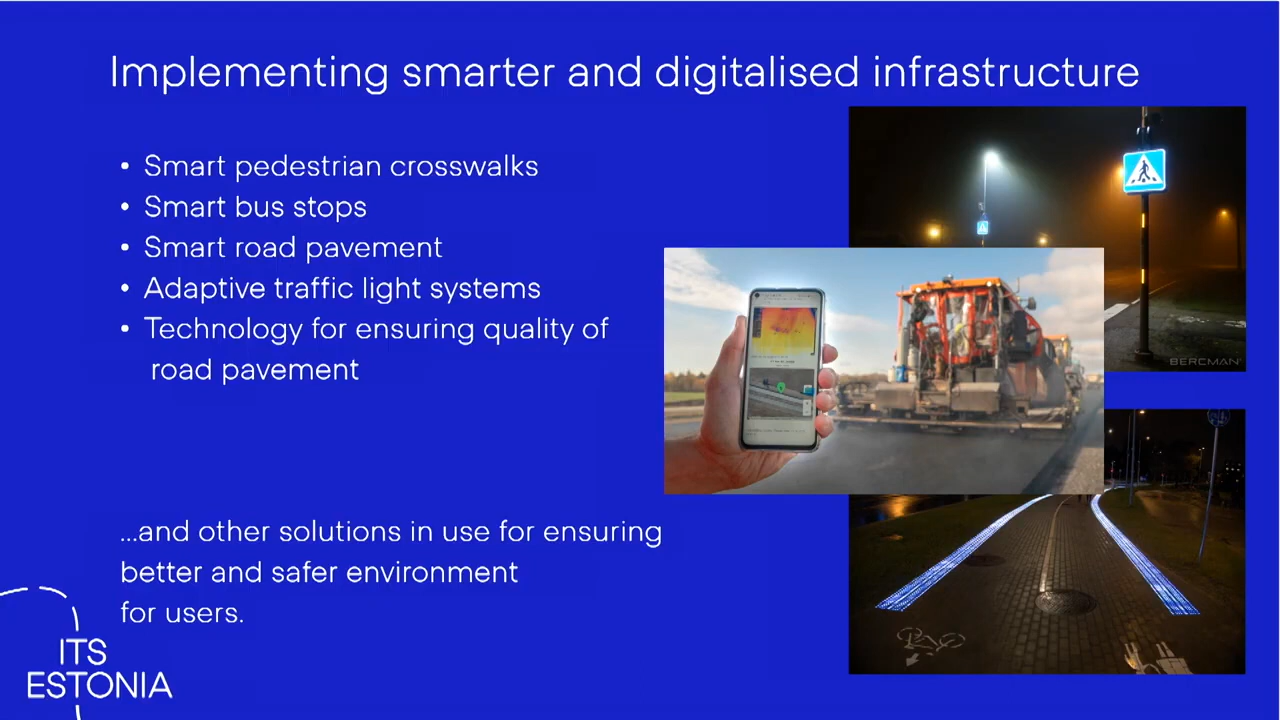 Implementing smarter and digitalised infrastructure
• Smart pedestrian crosswalks
• Smart bus stops
• Smart road pavement
• Adaptive traffic light systems
• Technology for ensuring quality of
road pavement
BERCMAN
...and other solutions in use for ensuring
better and safer environment
for users.
ITS
ESTONIA